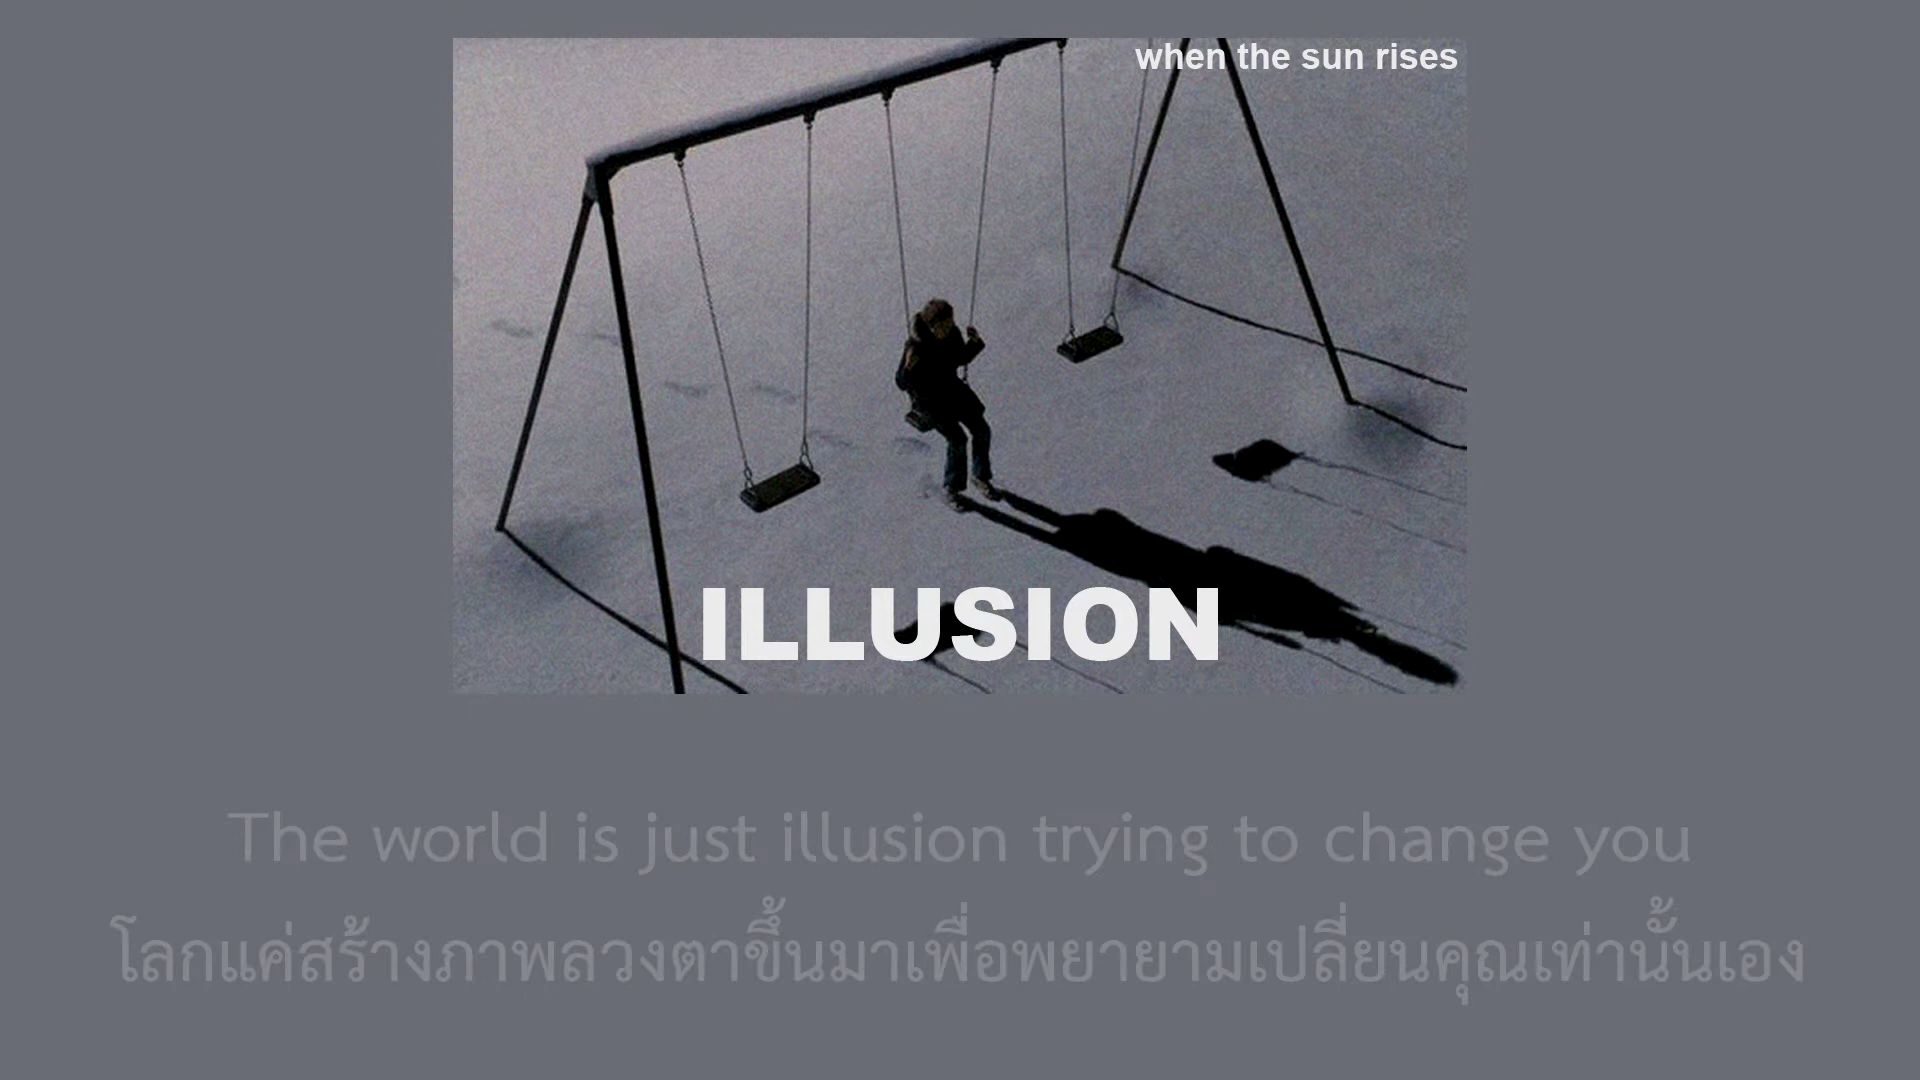 when the sun rises
ILLUSION
The world is just illusion trying to change you
โลกแค่สร้างภาพลวงตาขึ้นมาเพื่อพยายามเปลี่ยนคุณเท่านั้นเอง